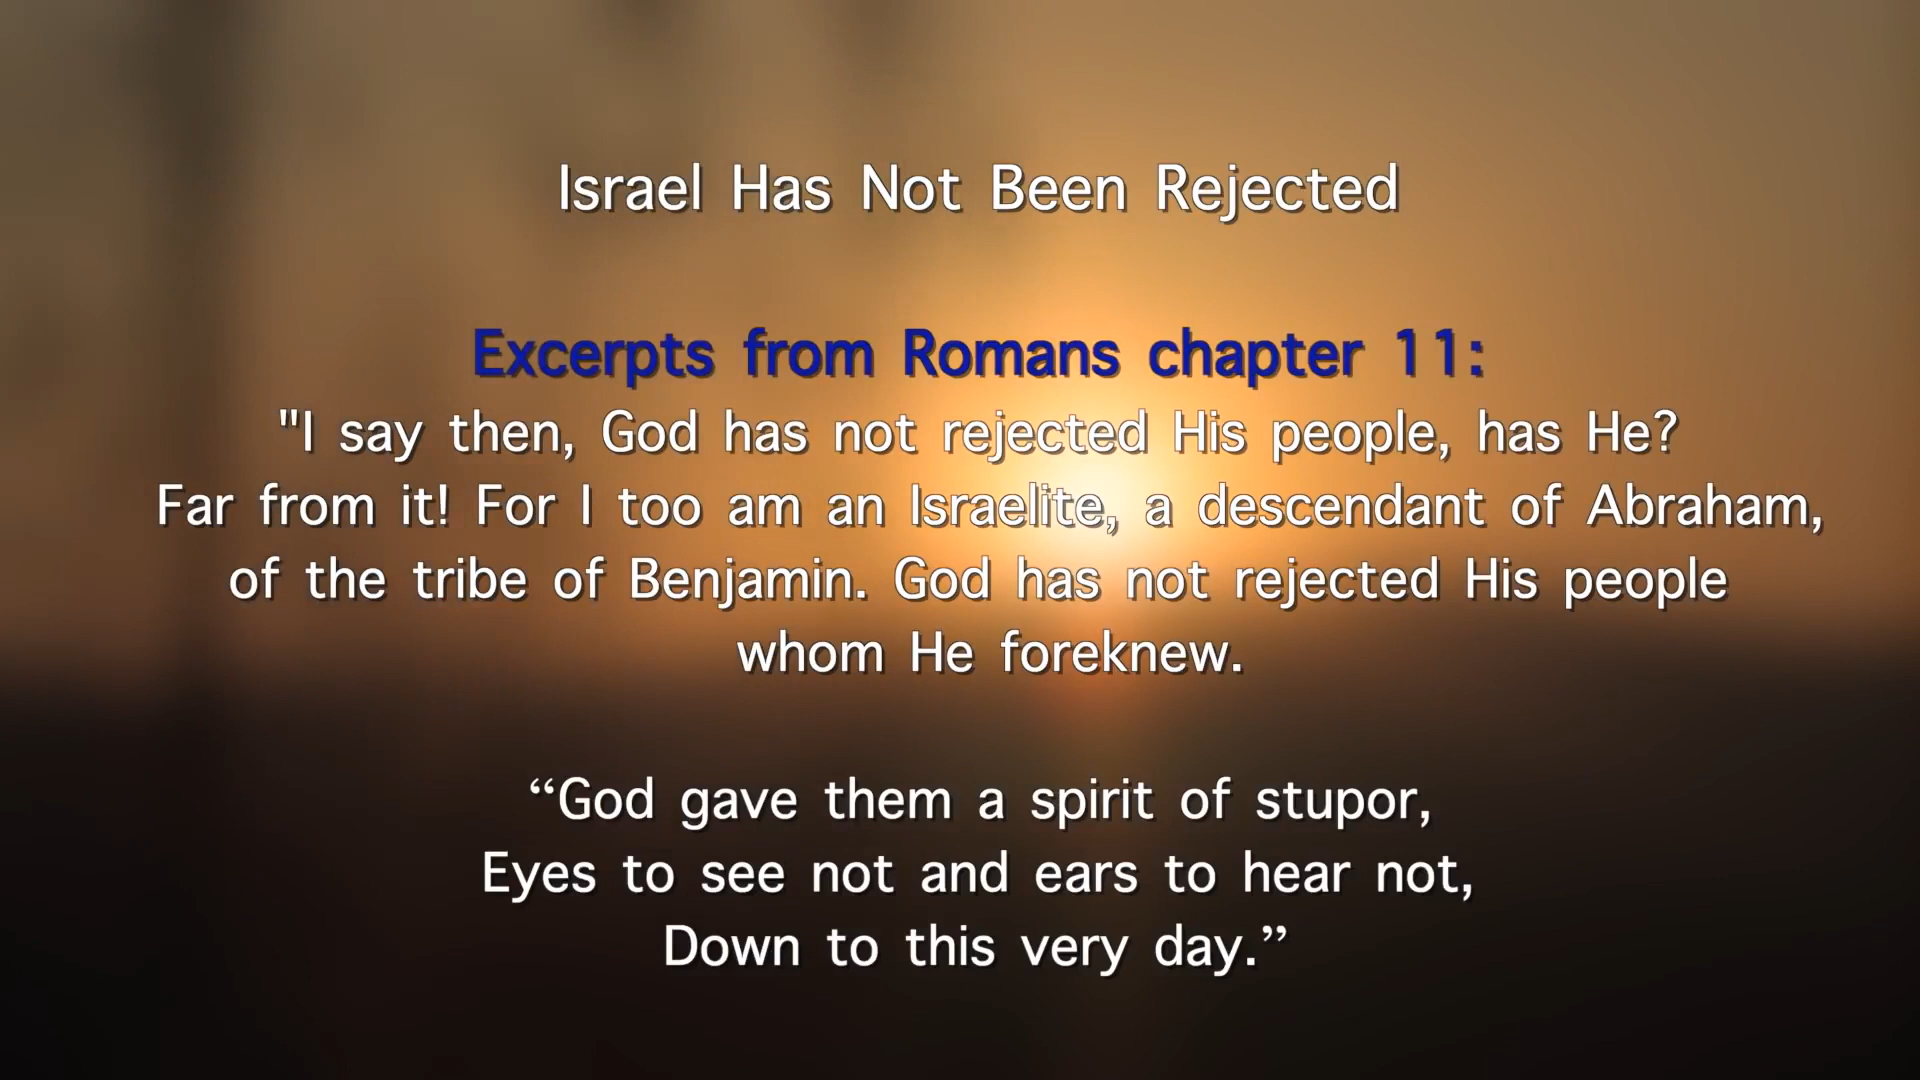 Israel Has Not Been Rejected
Excerpts from Romans chapter 11:
"I say then, God has not rejected His people, has He?
Far from it! For I too am an Israelite, a descendant of Abraham,
of the tribe of Benjamin. God has not rejected His people
whom He foreknew.
“God gave them a spirit of stupor,
Eyes to see not and ears to hear not,
Down to this very day.”